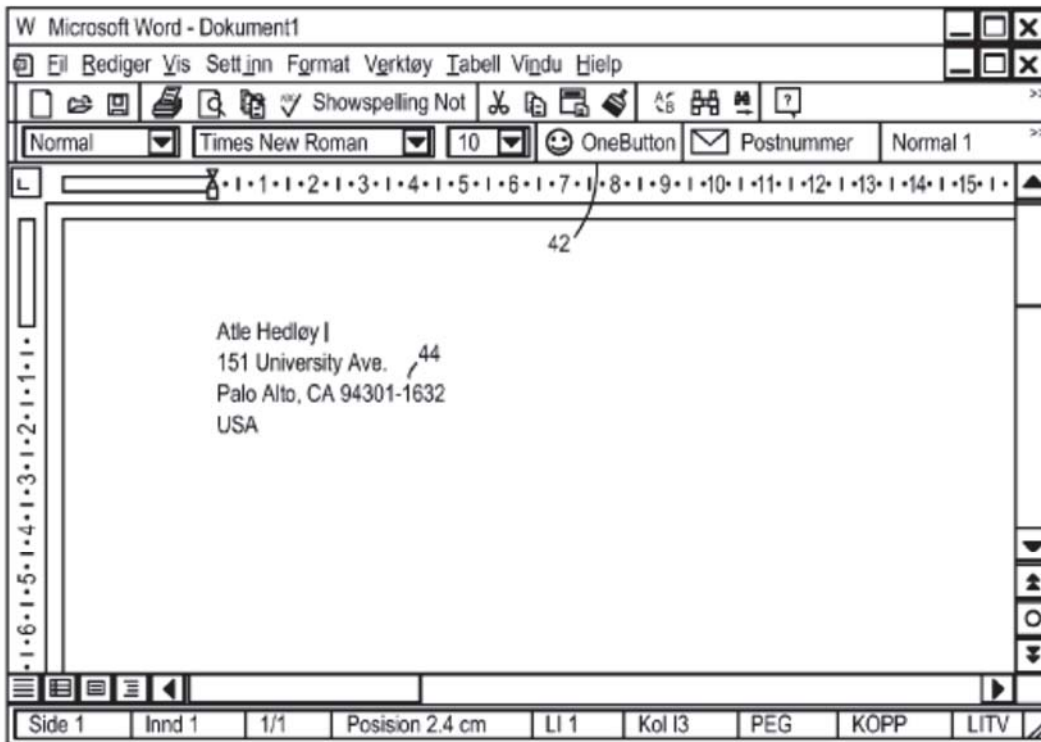 W Microsoft Word - Dokument1
Fil Rediger Vis Sett inn Format Verktøy Tabell Vindu Hielp
Showspelling Not
Normal Times New Roman 10 OneButton Postnummer Normal 1
1 2 3 4 5 6 7 8 9 10 11 12 13 14 15
42
Atle Hedløy
151 University Ave.
44
Palo Alto, CA 94301-1632
USA
1 2 3 4 5 6
Side 1 Innd 1 1/1 Posision 2.4 cm LI 1 Kol I3 PEG KOPP LITV